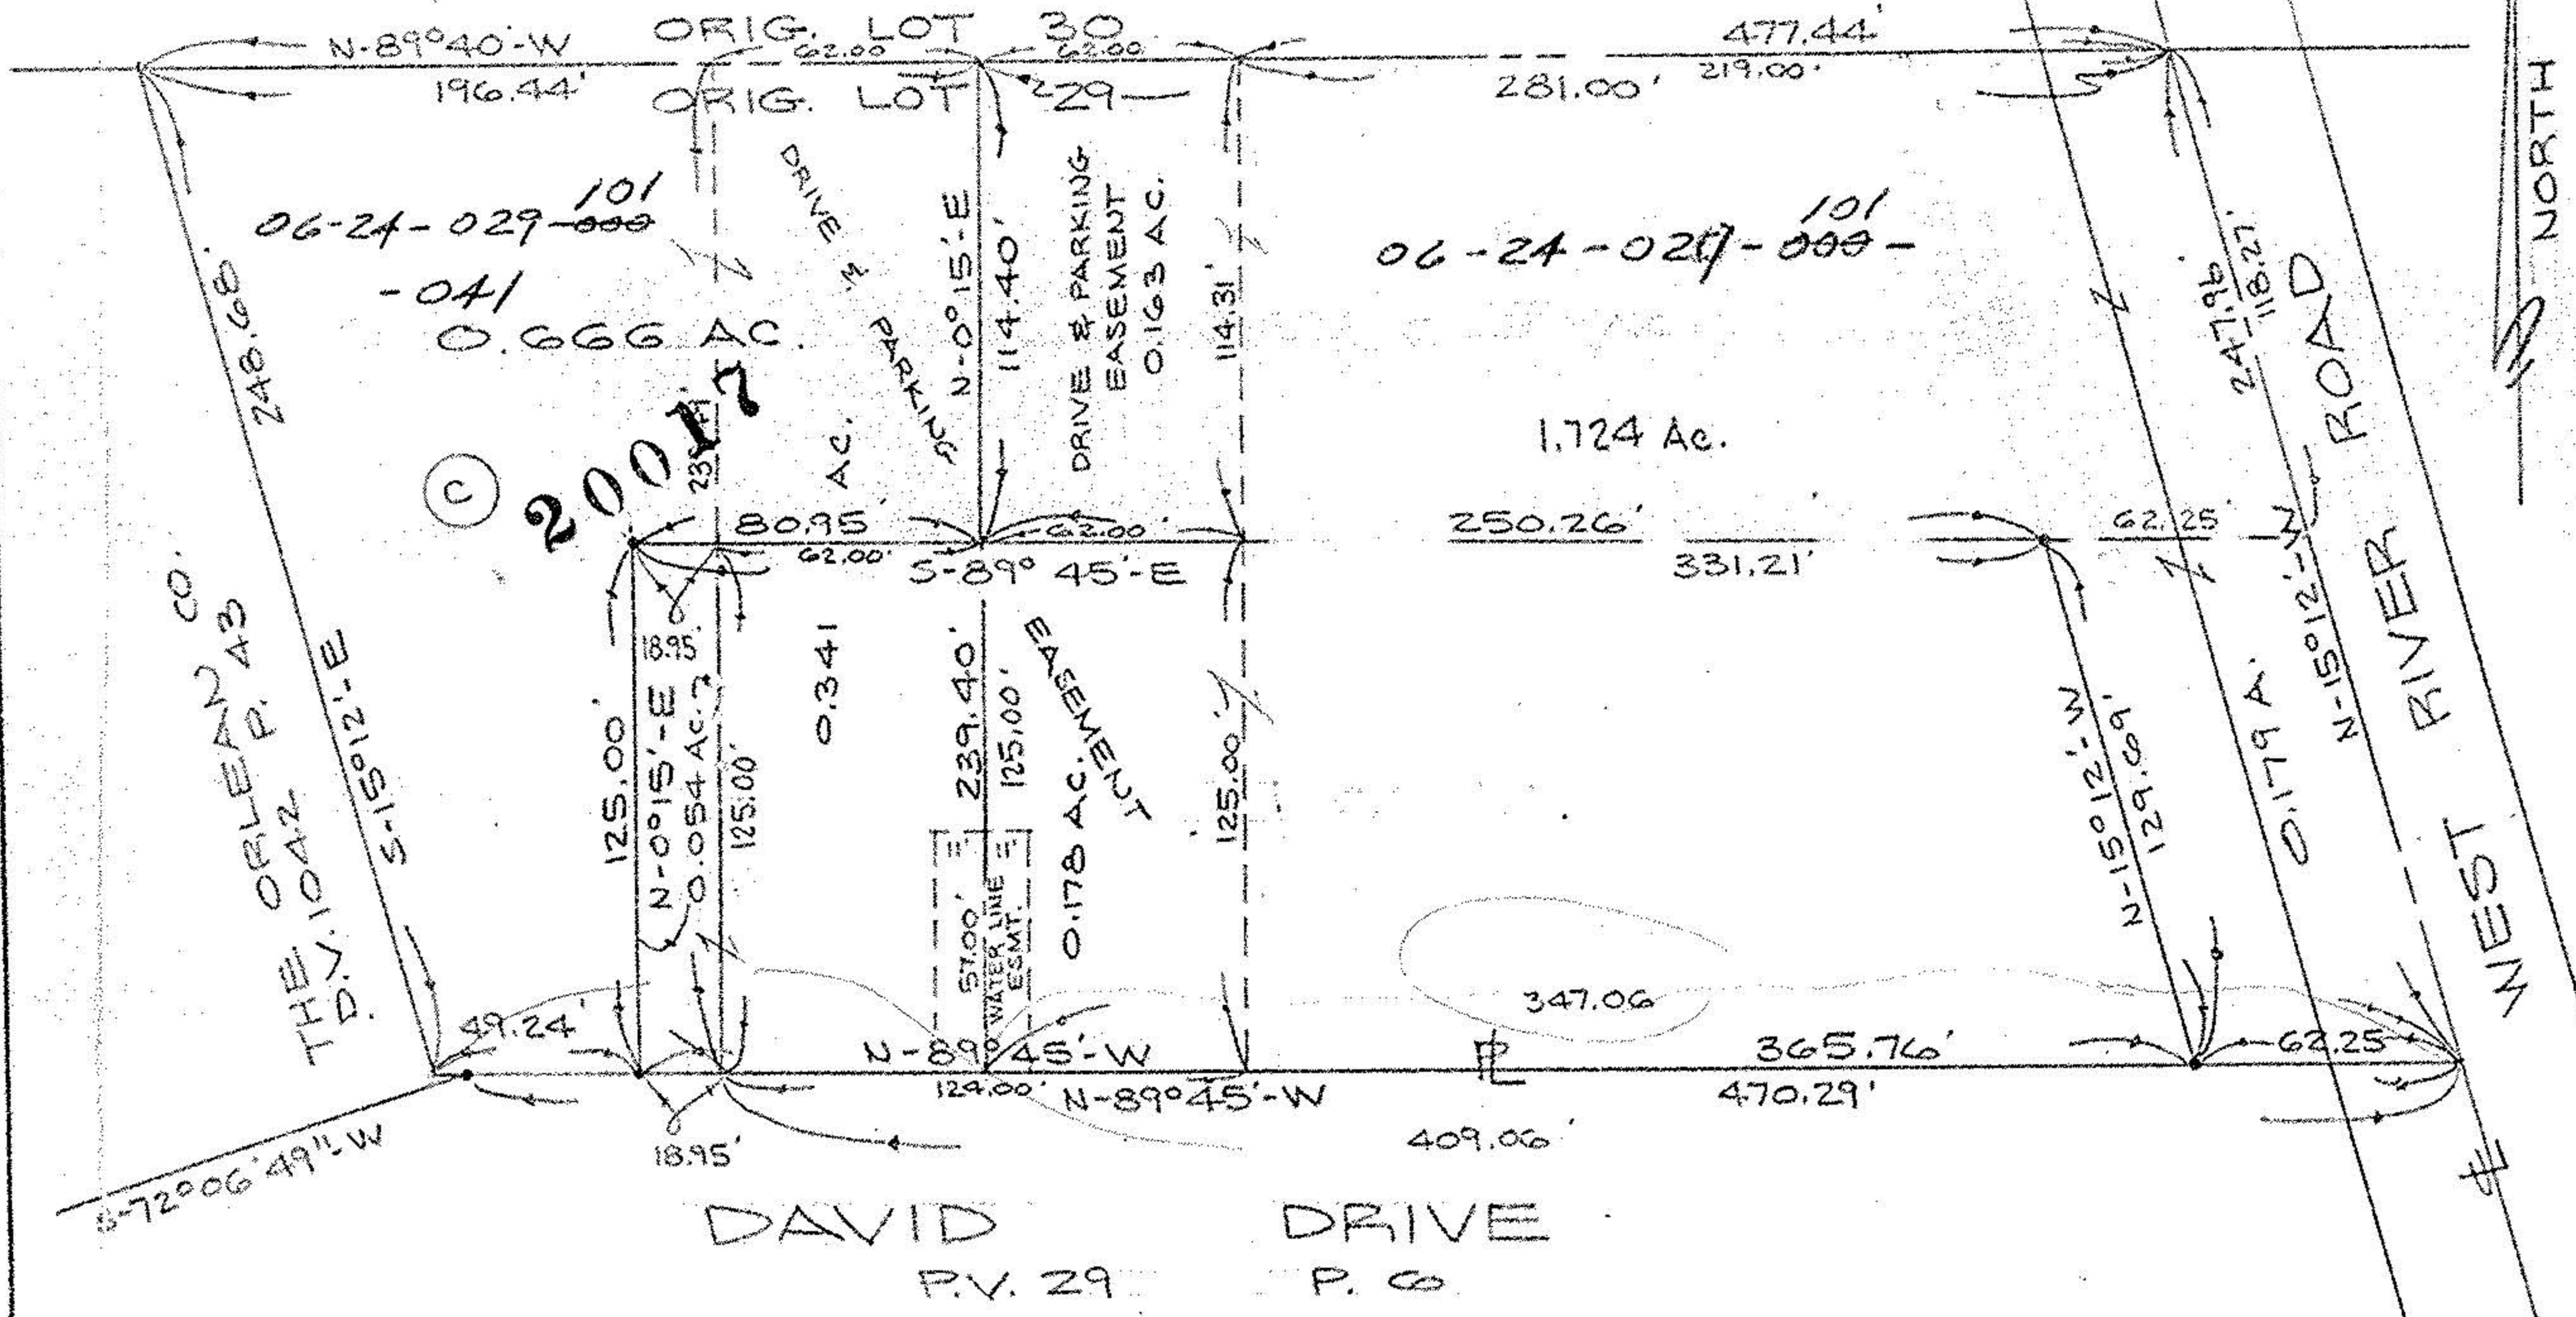 ORIG. LOT 30
N-89°40'-W
62.00
62.00
477.44'
196.44'
ORIG. LOT 29
281.00'
219.00'
NORTH
101
06-24-029-000
-041
0.666 AC.
101
06-24-029-000-
248.68'
DRIVE & PARKING
N-0°15'-E
114.40'
DRIVE & PARKING
EASEMENT
0.163 AC.
114.31'
247.96'
118.27'
1.724 Ac.
C
20017
AC.
80.95'
62.00'
62.00'
S-89° 45'-E
250.26'
331.21'
62.25'
THE ORLEAN CO.
D.V. 1042 P. 43
S-15°12'-E
18.95'
125.00'
N-0°15'-E
0.054 Ac.
125.00'
0.341
239.40'
125.00'
EASEMENT
0.178 AC.
125.00'
57.00'
WATER LINE
ESMT.
N-15°12'-W
129.69'
0.179 A.
N-15°12'-W
WEST RIVER ROAD
49.24'
N-89°45'-W
347.06
365.76'
62.25'
124.00'
N-89°45'-W
470.29'
18.95'
409.06'
S-72°06'49"-W
DAVID DRIVE
P.V. 29 P. 60